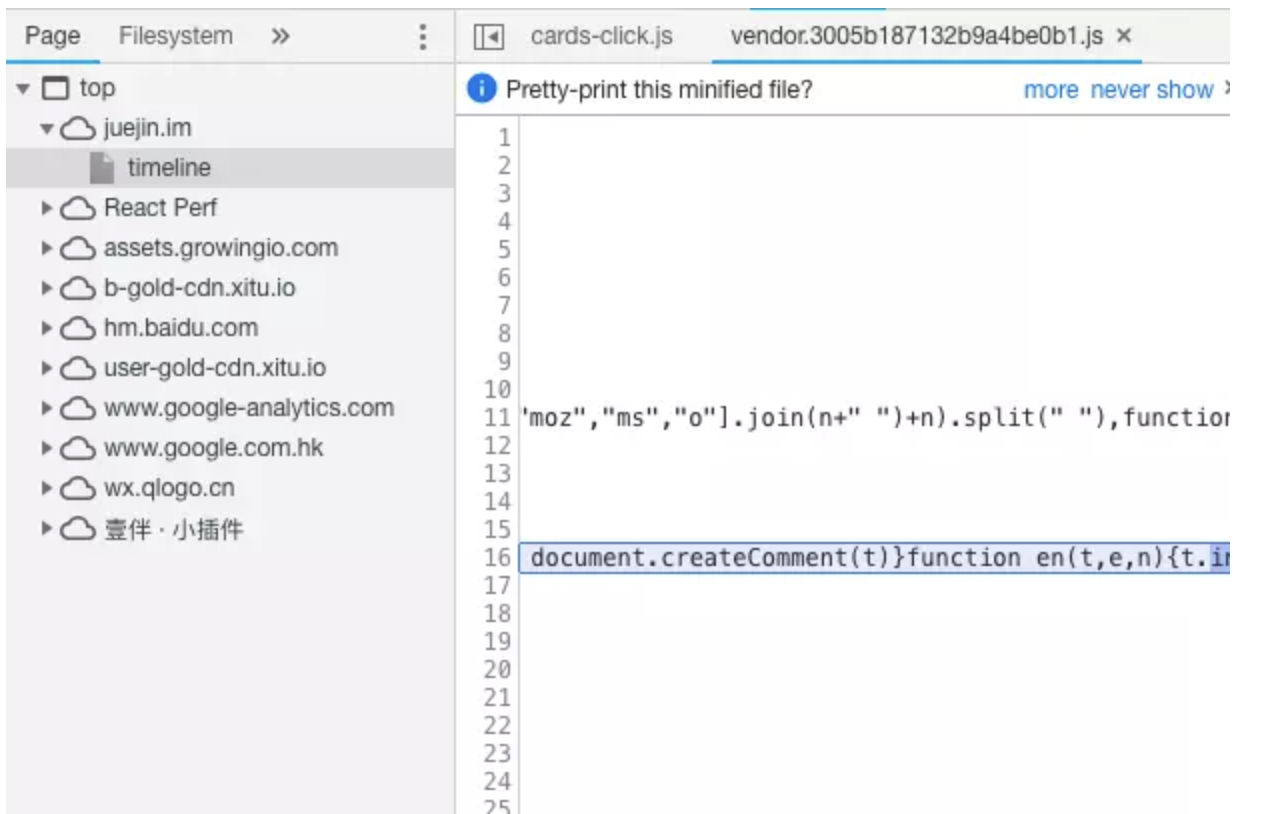 Page Filesystem »
top
juejin.im
timeline
React Perf
assets.growingio.com
b-gold-cdn.xitu.io
hm.baidu.com
user-gold-cdn.xitu.io
www.google-analytics.com
www.google.com.hk
wx.qlogo.cn
壹伴 · 小插件
cards-click.js vendor.3005b187132b9a4be0b1.js ×
Pretty-print this minified file? more never show
1
2
3
4
5
6
7
8
9
10
11 "moz","ms","o"].join(n+" ")+n).split(" "),function
12
13
14
15
16 document.createComment(t)}function en(t,e,n){t.
17
18
19
20
21
22
23
24
25